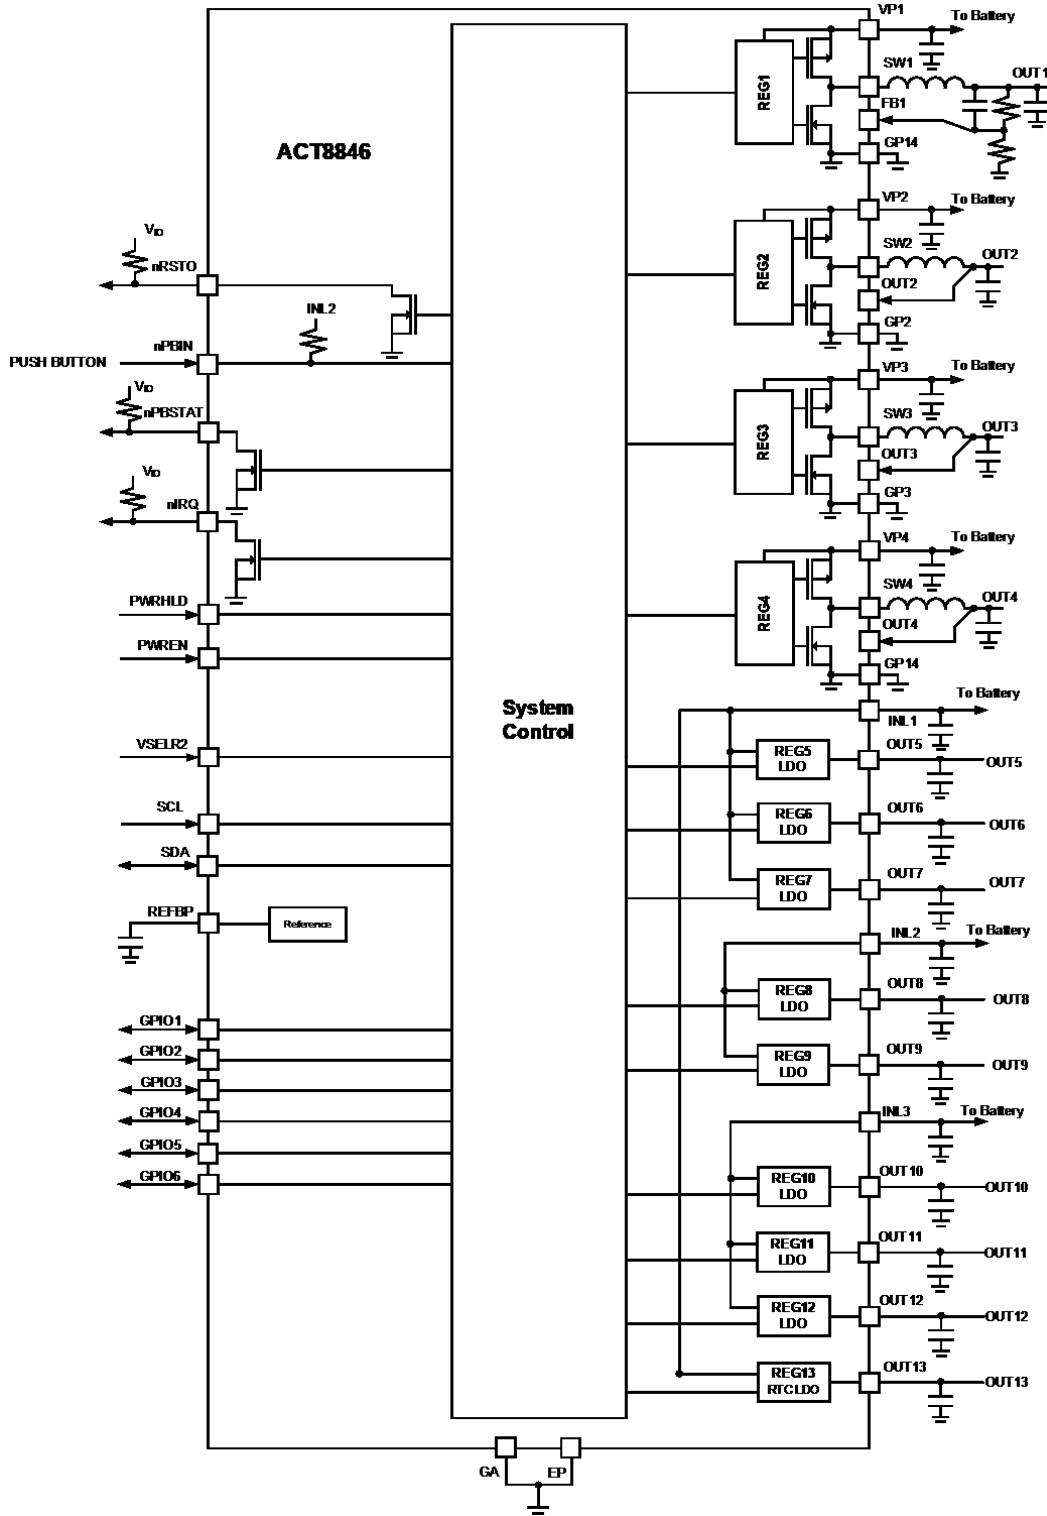 VP1
To Battery
SW1
OUT1
REG1
FB1
GP14
ACT8846
VP2
To Battery
SW2
OUT2
REG2
OUT2
GP2
VIO
nRSTO
INL2
nPBIN
PUSH BUTTON
VP3
To Battery
SW3
OUT3
REG3
OUT3
GP3
VIO
nPBSTAT
VIO
nIRQ
VP4
To Battery
SW4
OUT4
REG4
OUT4
GP14
PWRHLD
PWREN
System
Control
VSELR2
SCL
SDA
REFBP
Reference
GPIO1
GPIO2
GPIO3
GPIO4
GPIO5
GPIO6
To Battery
INL1
REG5
LDO
OUT5
OUT5
REG6
LDO
OUT6
OUT6
REG7
LDO
OUT7
OUT7
INL2
To Battery
REG8
LDO
OUT8
OUT8
REG9
LDO
OUT9
OUT9
INL3
To Battery
REG10
LDO
OUT10
OUT10
REG11
LDO
OUT11
OUT11
REG12
LDO
OUT12
OUT12
REG13
RTC LDO
OUT13
OUT13
GA
EP